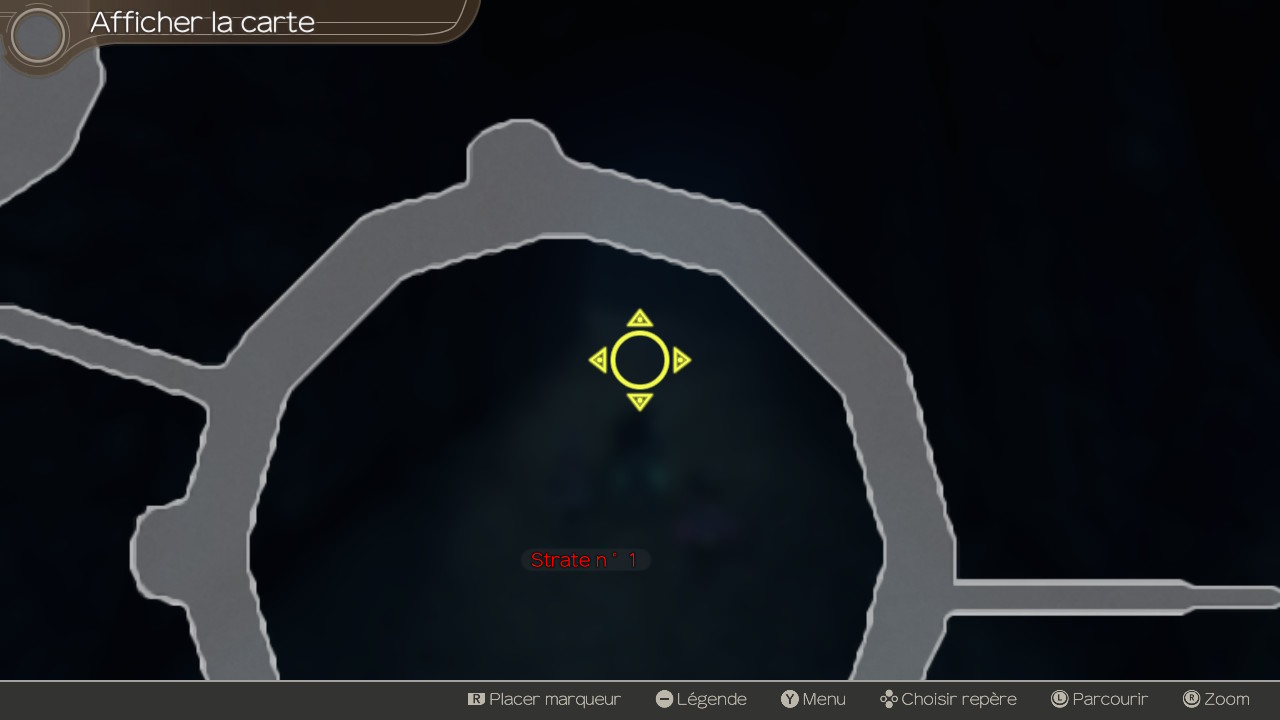 Afficher la carte
Strate n° 1
R Placer marqueur − Légende Y Menu Choisir repère L Parcourir R Zoom